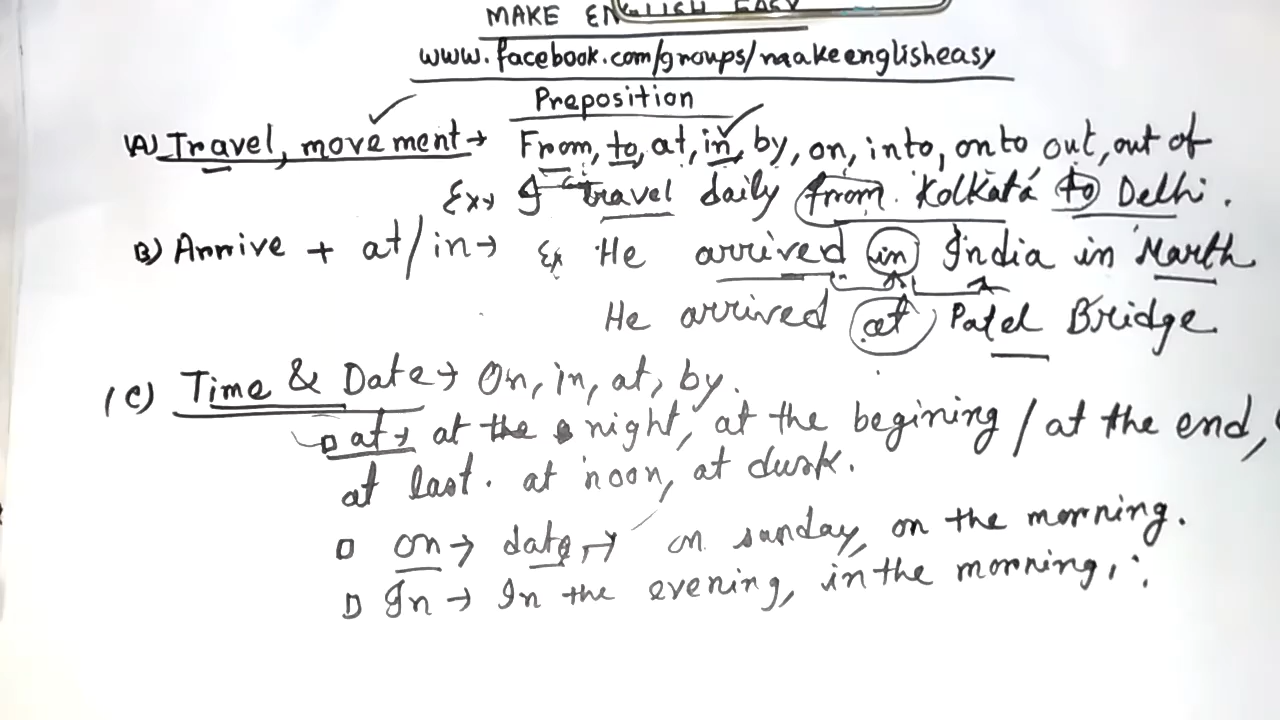 MAKE ENGLISH EASY
www.facebook.com/groups/makeenglisheasy
Preposition
(A) Travel, movement → From, to, at, in, by, on, into, onto out, out of
Ex→ I travel daily from Kolkata to Delhi.
B) Arrive + at/in → Ex He arrived in India in Marth
He arrived at Patel Bridge.
(C) Time & Date → On, in, at, by.
at → at the night, at the begining / at the end,
at last. at noon, at dusk.
on → date, → on sunday, on the morning.
In → In the evening, in the morning,